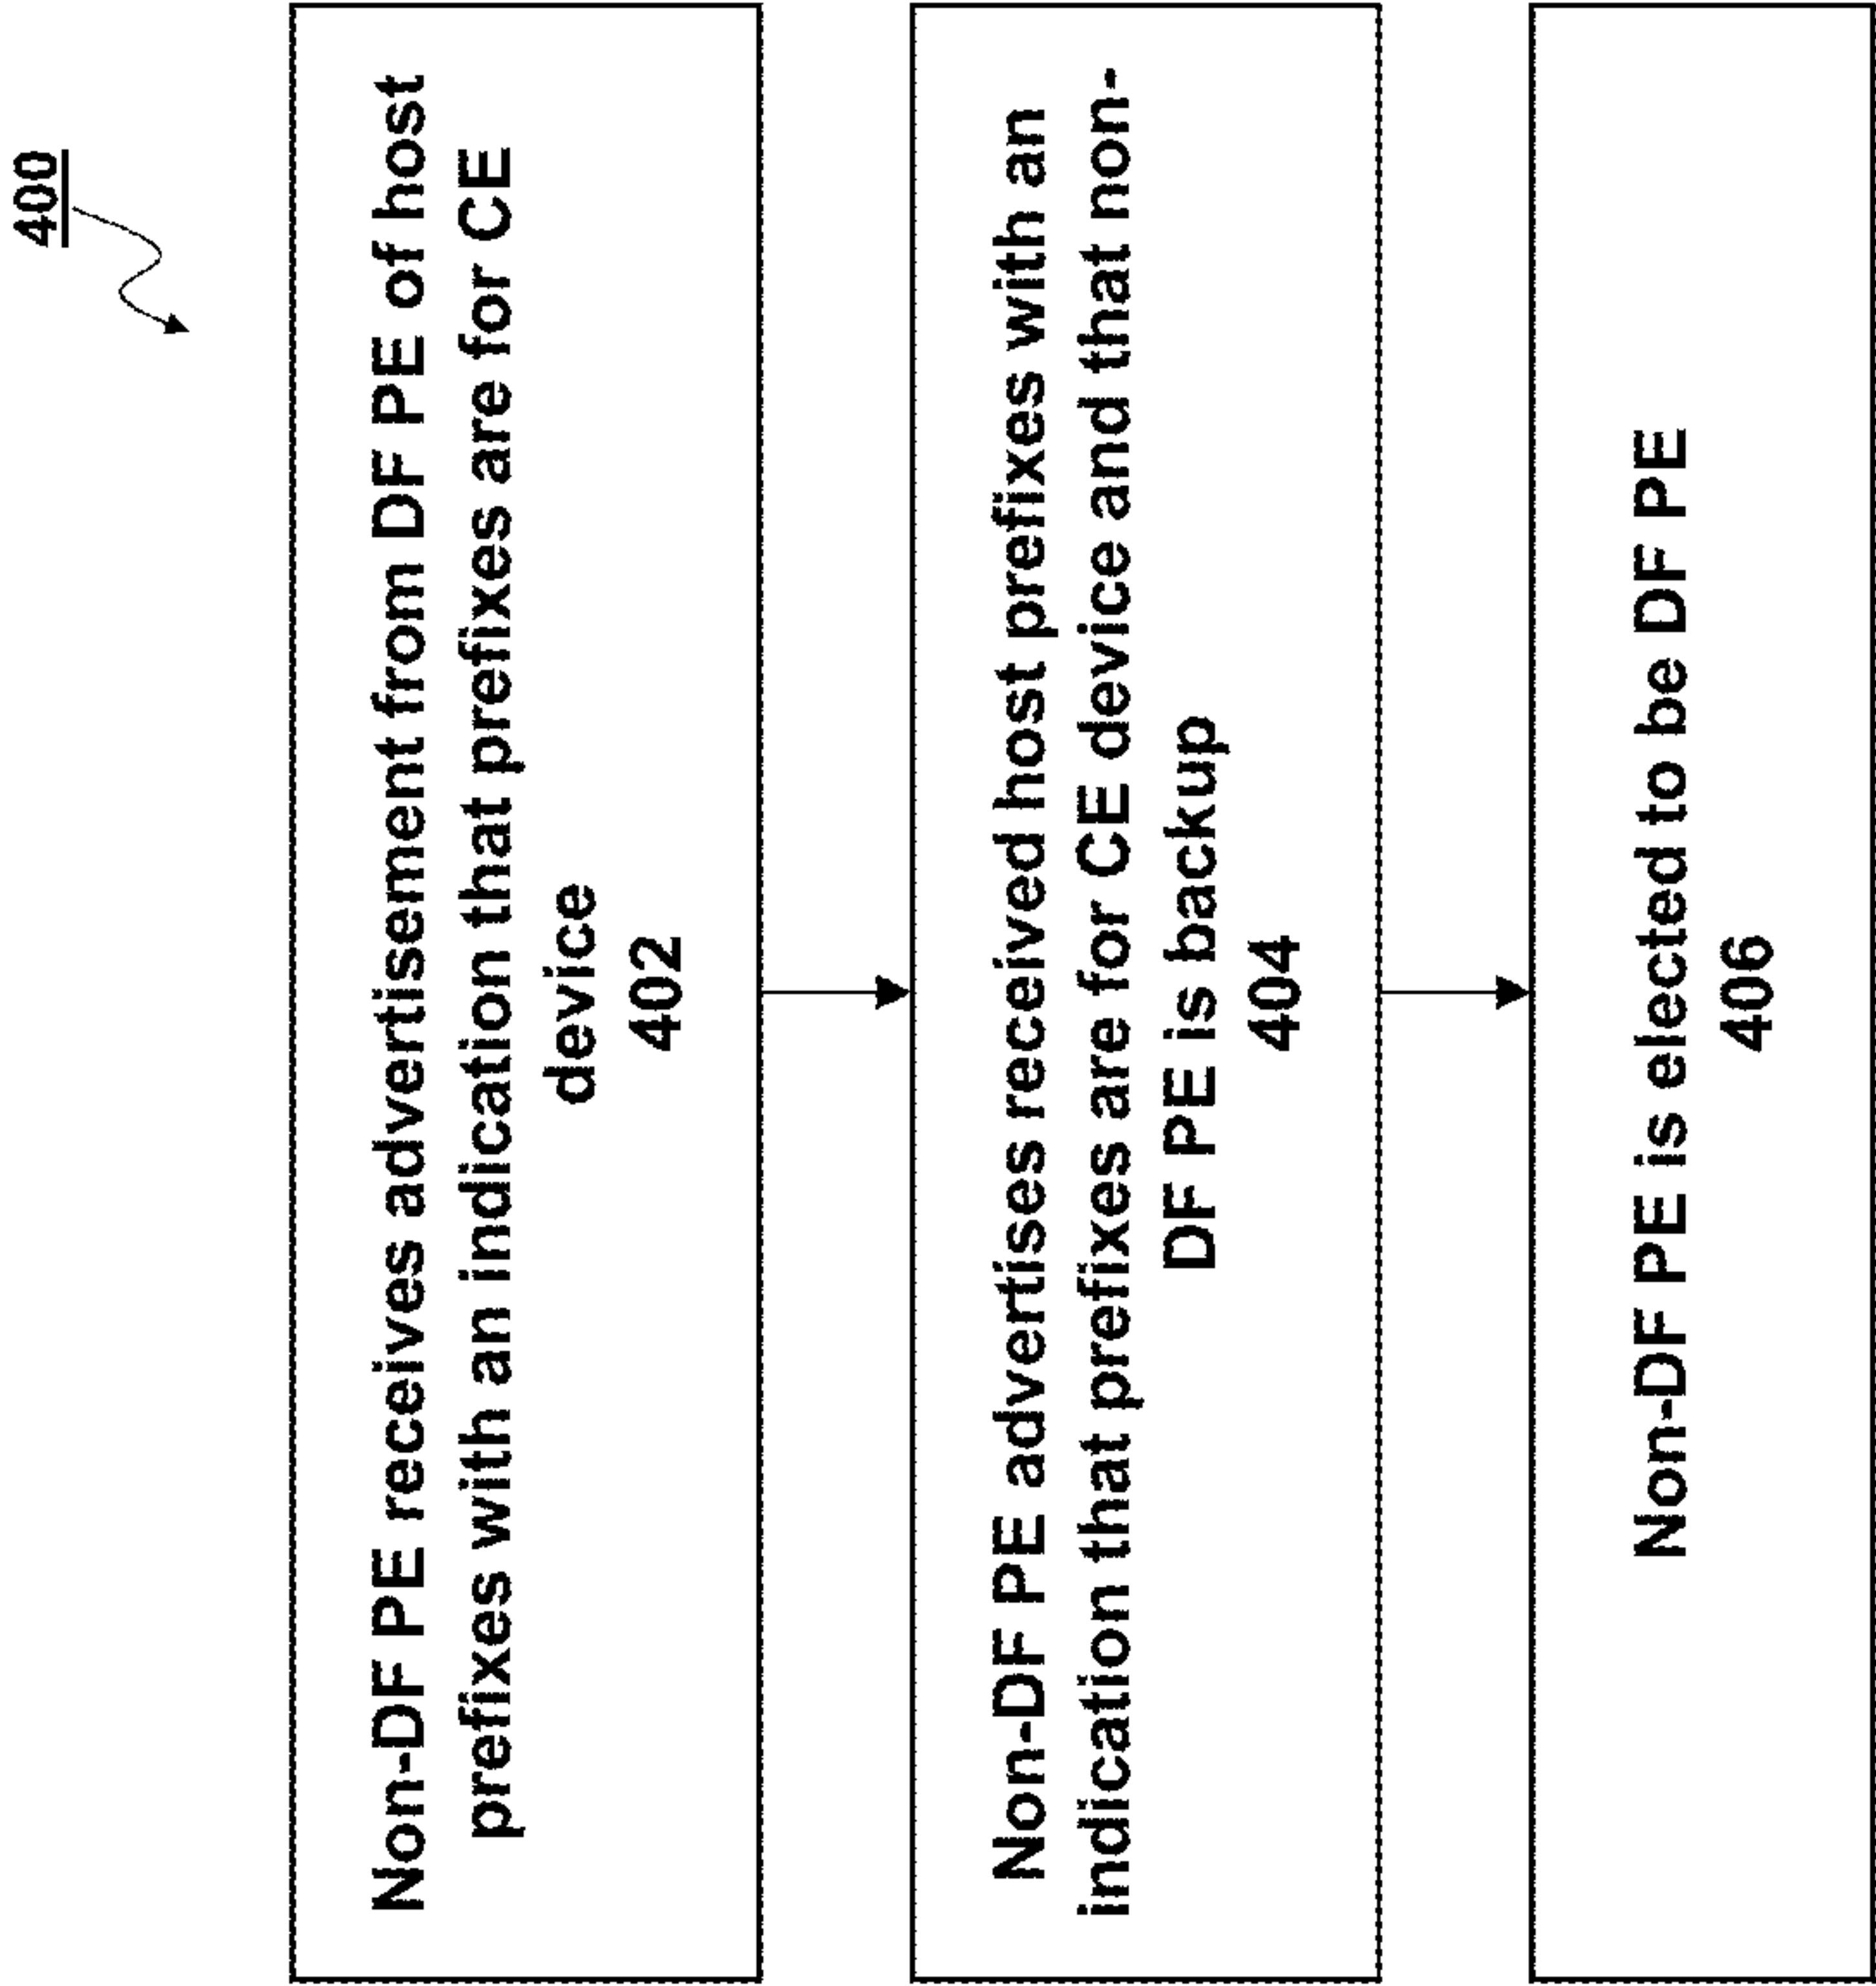 400
Non-DF PE receives advertisement from DF PE of host
prefixes with an indication that prefixes are for CE
device
402
Non-DF PE advertises received host prefixes with an
indication that prefixes are for CE device and that non-
DF PE is backup
404
Non-DF PE is elected to be DF PE
406